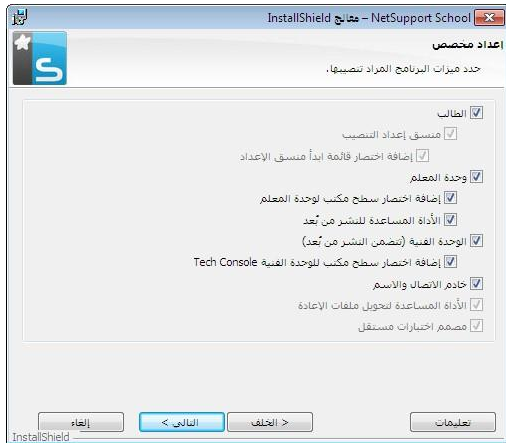 NetSupport School – معالج InstallShield
إعداد مخصص
حدد ميزات البرنامج المراد تنصيبها.
الطالب
منسق إعداد التنصيب
إضافة اختصار قائمة ابدأ منسق الإعداد
وحدة المعلم
إضافة اختصار سطح مكتب لوحدة المعلم
الأداة المساعدة للنشر من بُعد
الوحدة الفنية (تتضمن النشر من بُعد)
إضافة اختصار سطح مكتب للوحدة الفنية Tech Console
خادم الاتصال والاسم
الأداة المساعدة لتحويل ملفات الإعادة
مصمم اختبارات مستقل
تعليمات
< الخلف
التالي >
إلغاء
InstallShield